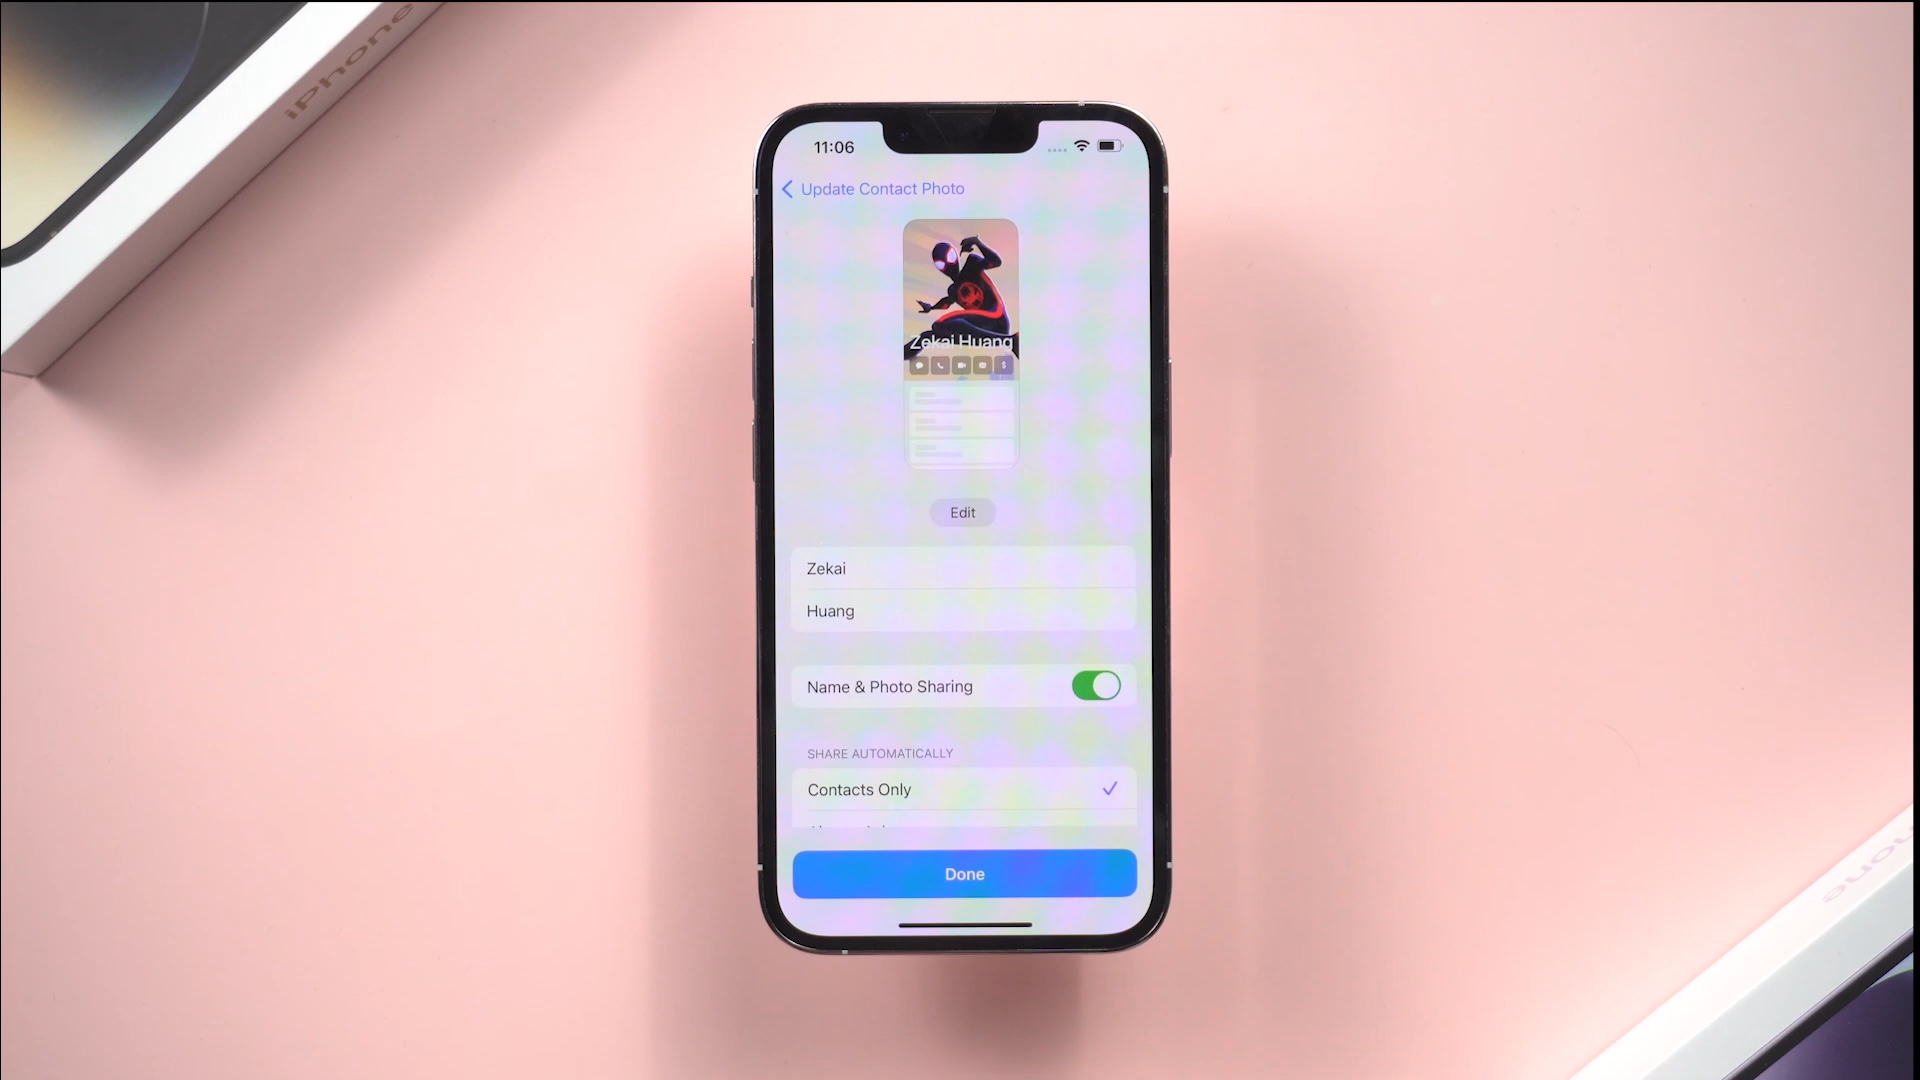 iPhone
11:06
Update Contact Photo
Zekai Huang
Edit
Zekai
Huang
Name & Photo Sharing
SHARE AUTOMATICALLY
Contacts Only
Done